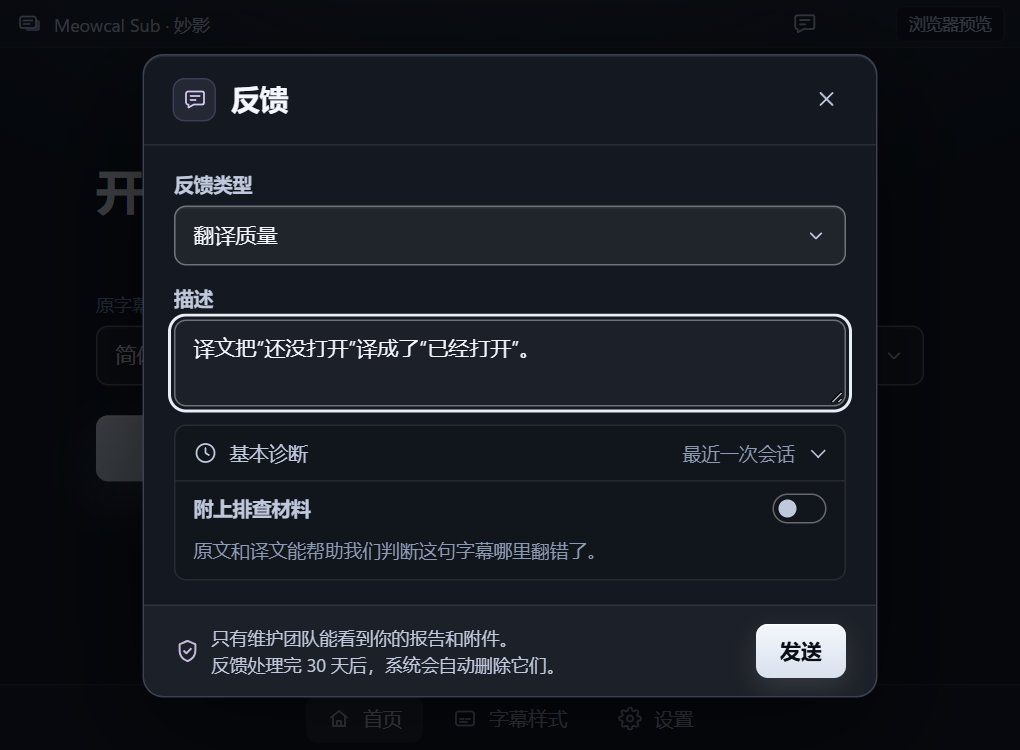 Meowcal Sub · 妙影
浏览器预览
反馈
开
反馈类型
翻译质量
描述
原字幕
译文把“还没打开”译成了“已经打开”。
简体
基本诊断
最近一次会话
附上排查材料
原文和译文能帮助我们判断这句字幕哪里翻错了。
只有维护团队能看到你的报告和附件。
反馈处理完 30 天后，系统会自动删除它们。
发送
首页
字幕样式
设置